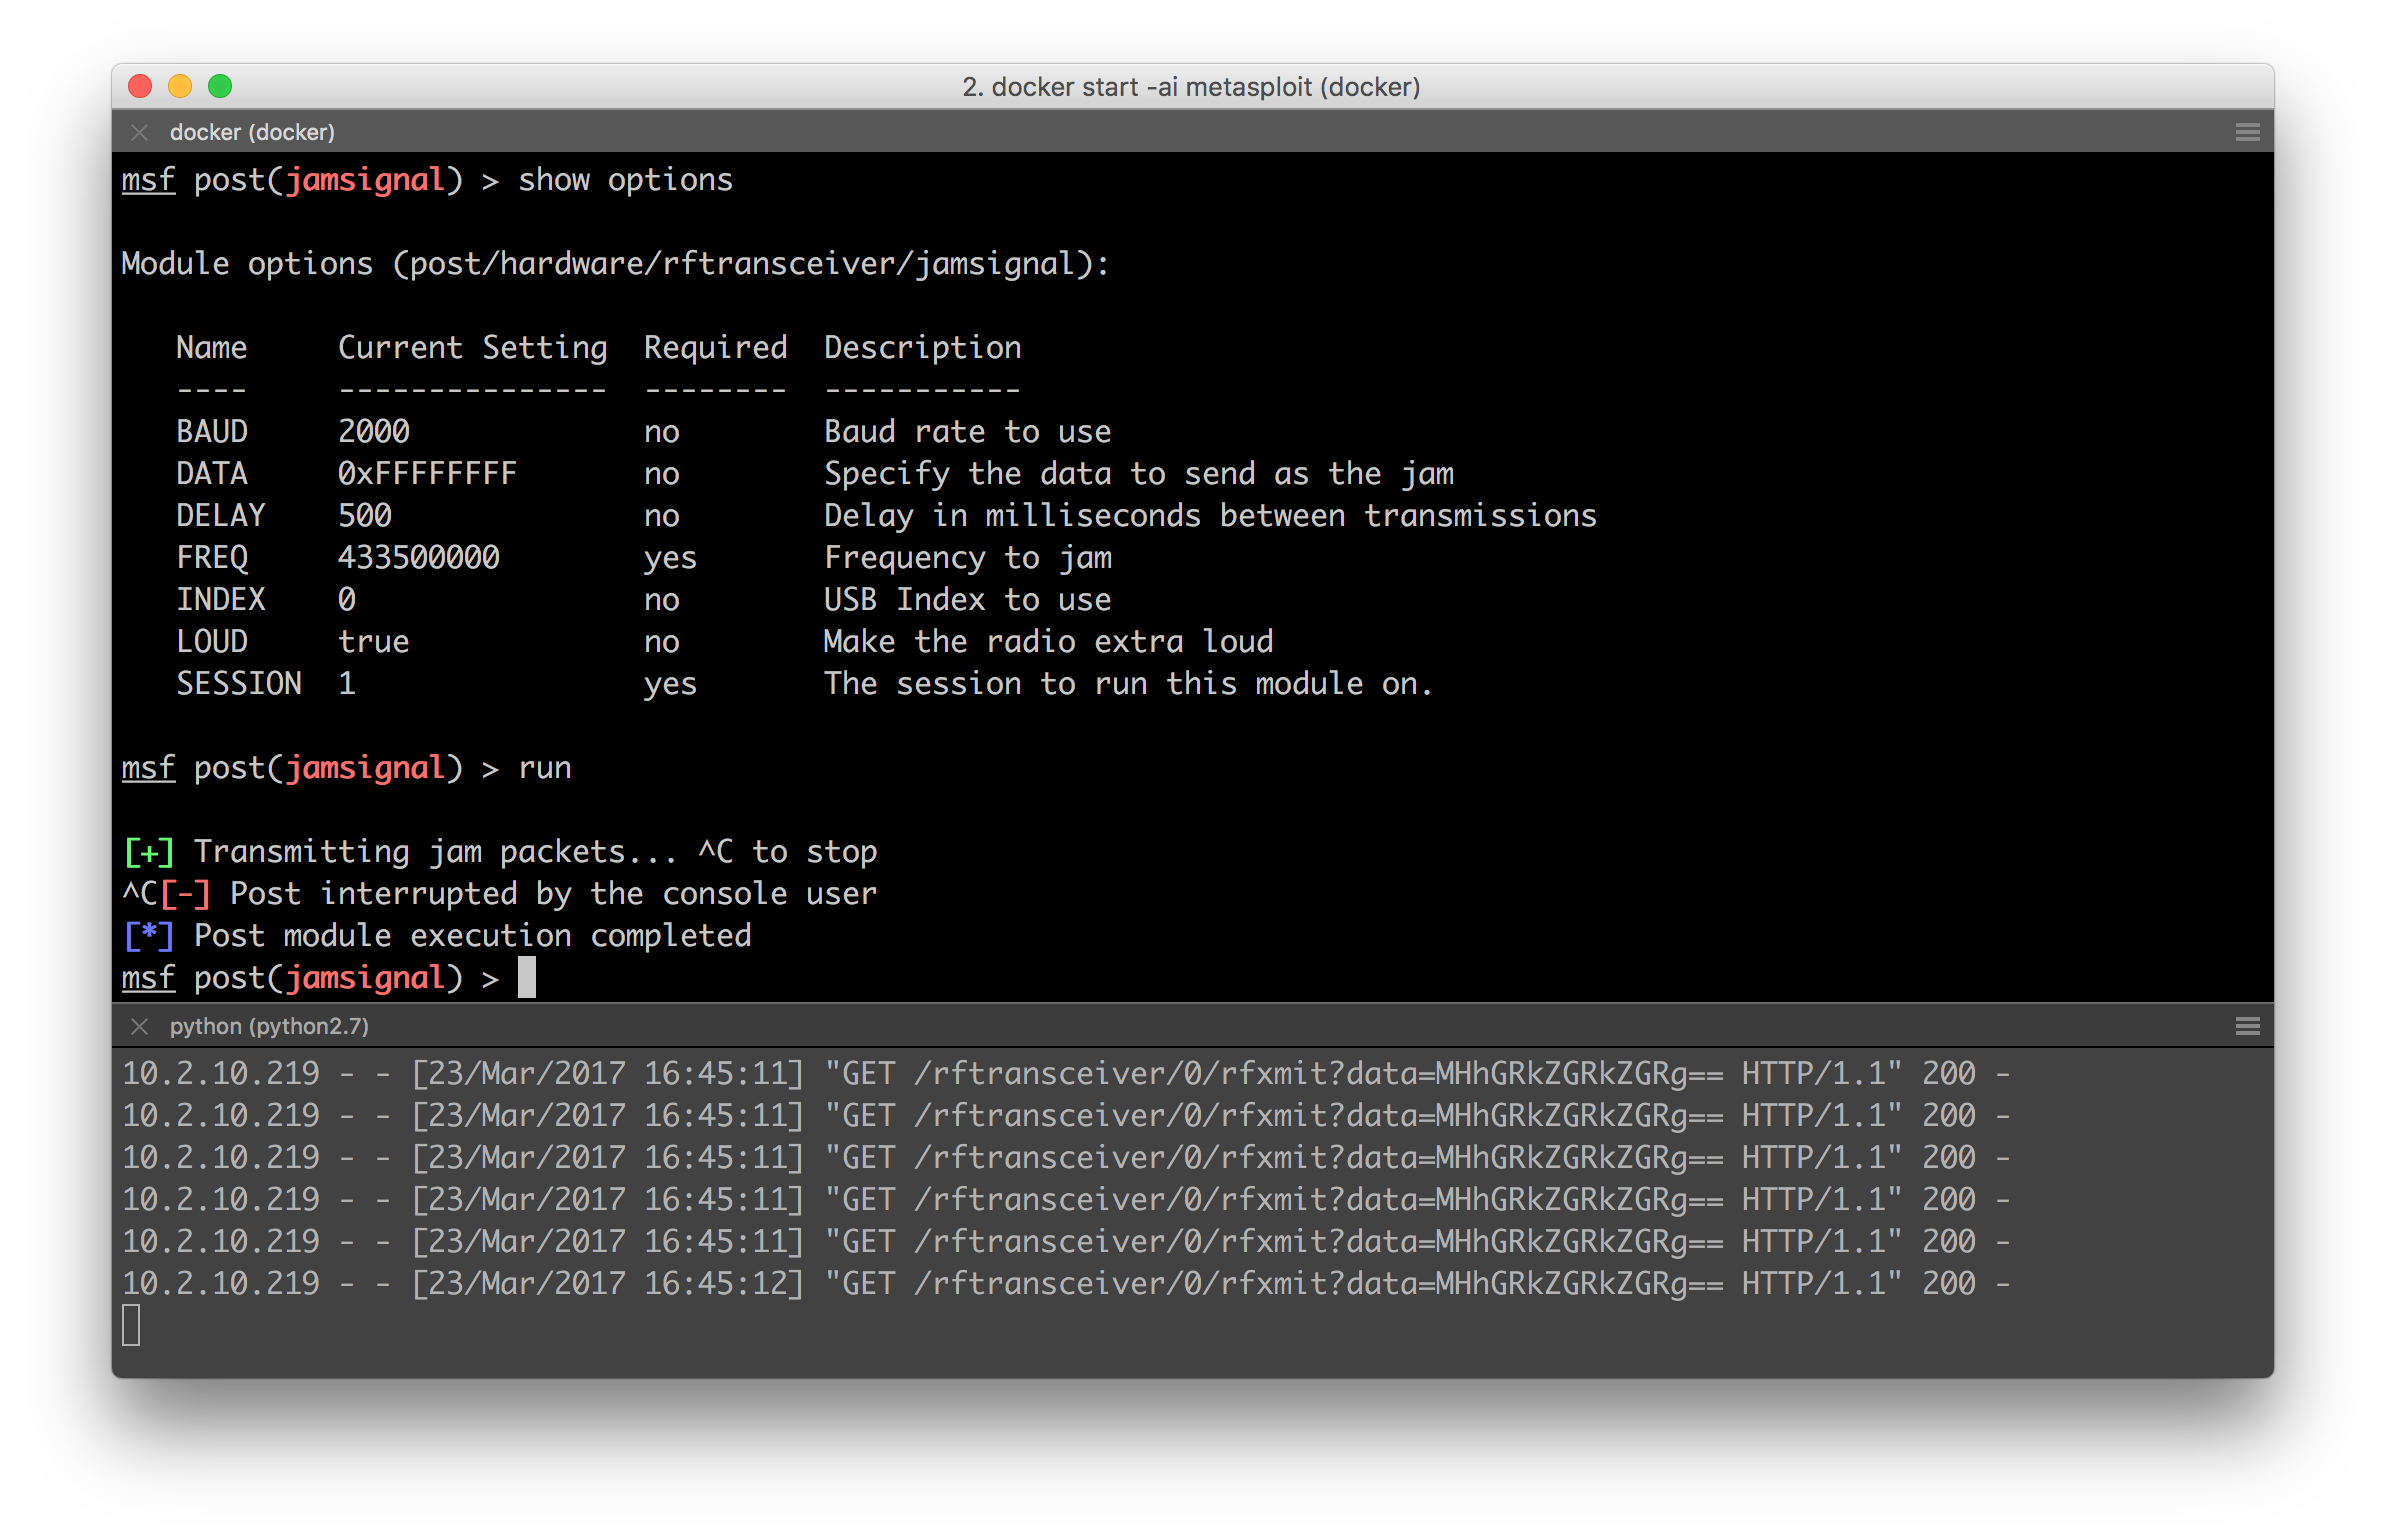 2. docker start -ai metasploit (docker)
docker (docker)
msf post(jamsignal) > show options
Module options (post/hardware/rftransceiver/jamsignal):
Name     Current Setting  Required  Description
----     ---------------  --------  -----------
BAUD     2000             no        Baud rate to use
DATA     0xFFFFFFFF       no        Specify the data to send as the jam
DELAY    500              no        Delay in milliseconds between transmissions
FREQ     433500000        yes       Frequency to jam
INDEX    0                no        USB Index to use
LOUD     true             no        Make the radio extra loud
SESSION  1                yes       The session to run this module on.
msf post(jamsignal) > run
[+] Transmitting jam packets... ^C to stop
^C[-] Post interrupted by the console user
[*] Post module execution completed
msf post(jamsignal) >
python (python2.7)
10.2.10.219 - - [23/Mar/2017 16:45:11] "GET /rftransceiver/0/rfxmit?data=MHhGRkZGRkZGRg== HTTP/1.1" 200 -
10.2.10.219 - - [23/Mar/2017 16:45:11] "GET /rftransceiver/0/rfxmit?data=MHhGRkZGRkZGRg== HTTP/1.1" 200 -
10.2.10.219 - - [23/Mar/2017 16:45:11] "GET /rftransceiver/0/rfxmit?data=MHhGRkZGRkZGRg== HTTP/1.1" 200 -
10.2.10.219 - - [23/Mar/2017 16:45:11] "GET /rftransceiver/0/rfxmit?data=MHhGRkZGRkZGRg== HTTP/1.1" 200 -
10.2.10.219 - - [23/Mar/2017 16:45:11] "GET /rftransceiver/0/rfxmit?data=MHhGRkZGRkZGRg== HTTP/1.1" 200 -
10.2.10.219 - - [23/Mar/2017 16:45:12] "GET /rftransceiver/0/rfxmit?data=MHhGRkZGRkZGRg== HTTP/1.1" 200 -